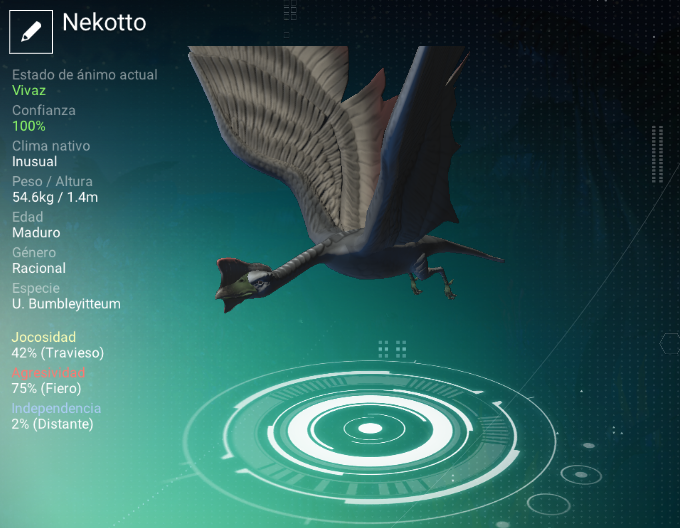 Nekotto
Estado de ánimo actual
Vivaz
Confianza
100%
Clima nativo
Inusual
Peso / Altura
54.6kg / 1.4m
Edad
Maduro
Género
Racional
Especie
U. Bumbleyitteum
Jocosidad
42% (Travieso)
Agresividad
75% (Fiero)
Independencia
2% (Distante)